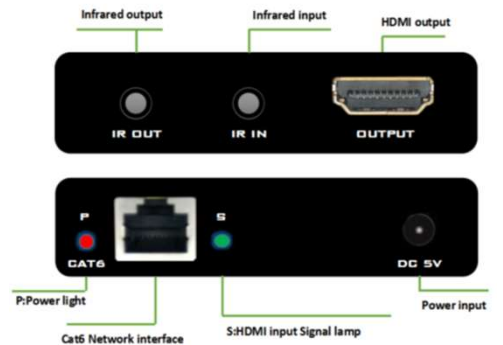 Infrared output
Infrared input
HDMI output
IR OUT
IR IN
OUTPUT
P
S
CAT6
DC 5V
P:Power light
Power input
Cat6 Network interface
S:HDMI input Signal lamp